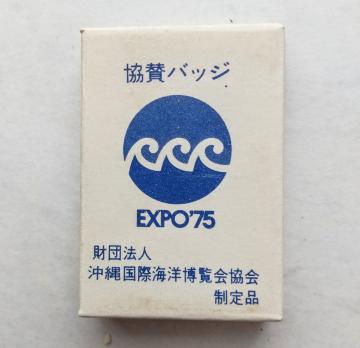 協賛バッジ
EXPO'75
財団法人
沖縄国際海洋博覧会協会
制定品